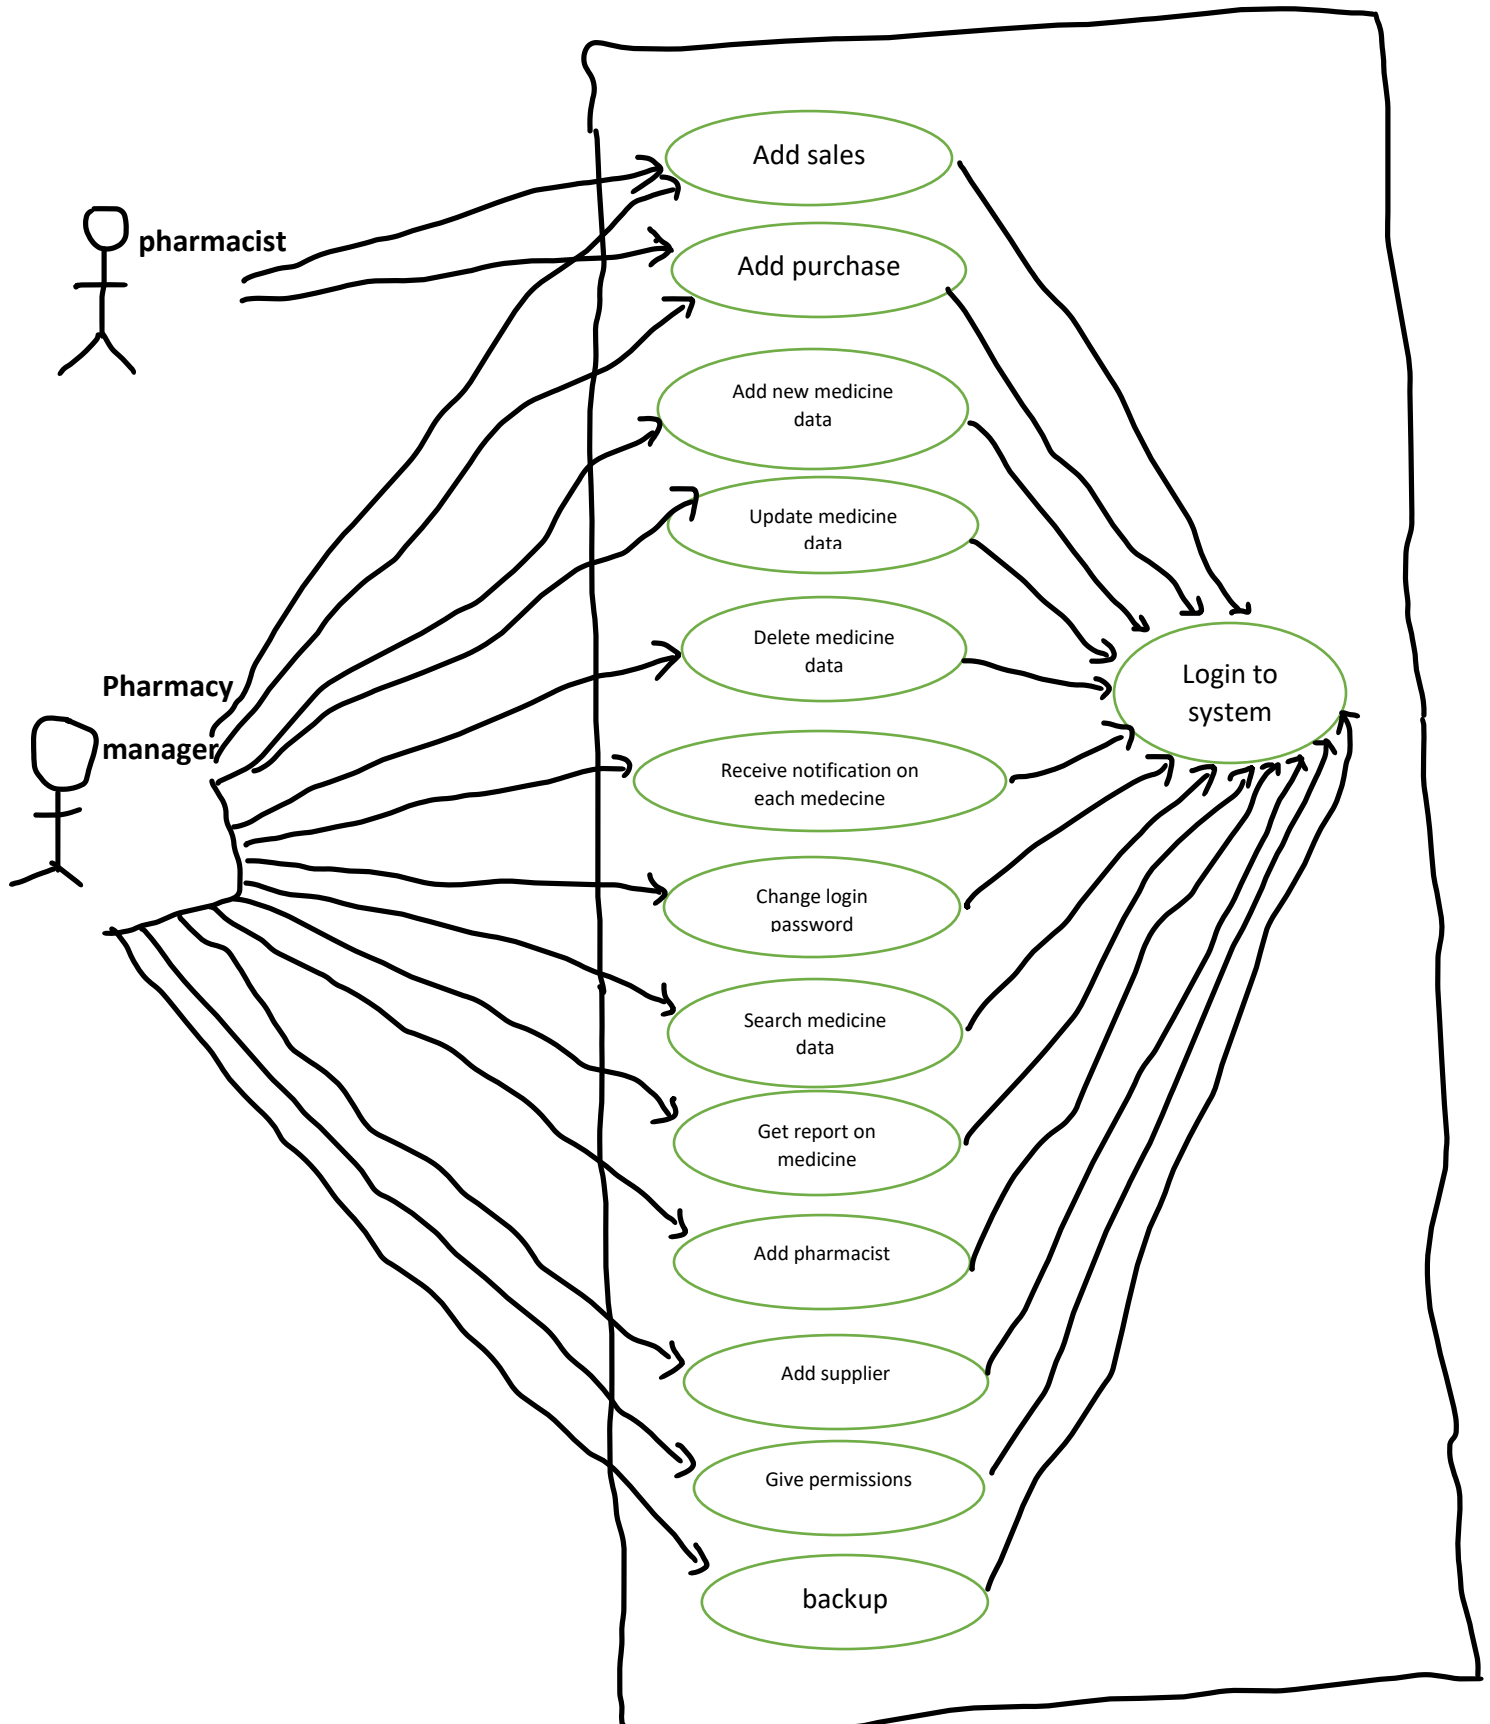 Add sales
pharmacist
Add purchase
Add new medicine
data
Update medicine
data
Delete medicine
data
Login to
system
Pharmacy
manager
Receive notification on
each medecine
Change login
password
Search medicine
data
Get report on
medicine
Add pharmacist
Add supplier
Give permissions
backup